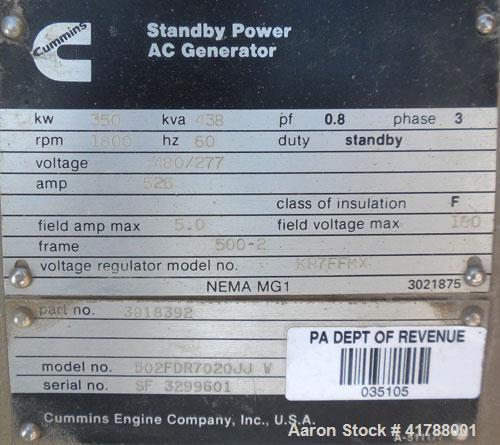 Cummins
Standby Power
AC Generator
kw 350 kva 438 pf 0.8 phase 3
rpm 1800 hz 60 duty standby
voltage 480/277
amp 526
class of insulation F
field amp max 5.0 field voltage max 180
frame 500-2
voltage regulator model no. KR7FFMX
NEMA MG1 3021875
part no. 3018392
PA DEPT OF REVENUE
035105
model no. 502FDR7020JJ W
serial no. SF 3299601
Cummins Engine Company, Inc., U.S.A.
Aaron Stock # 41788001